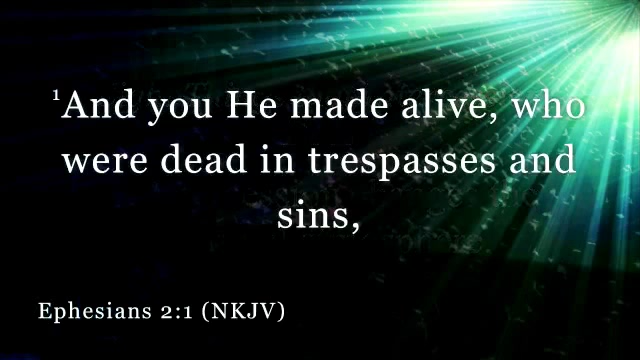 ¹And you He made alive, who
were dead in trespasses and
sins,
Ephesians 2:1 (NKJV)